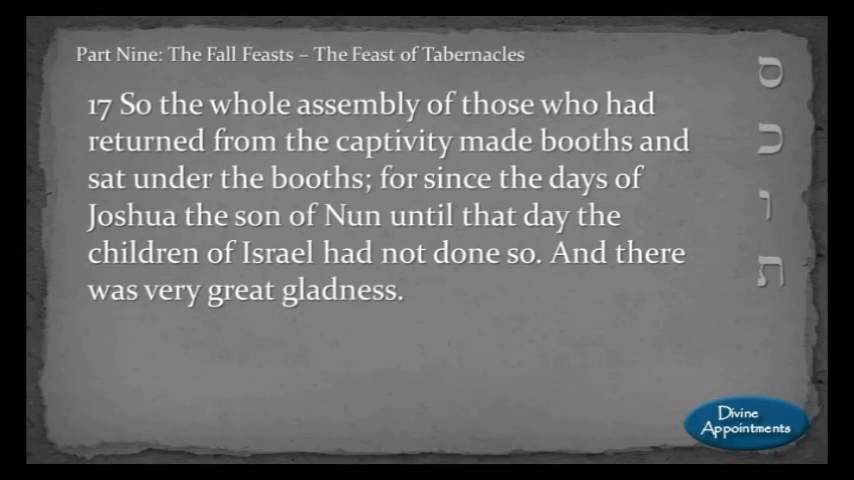 Part Nine: The Fall Feasts – The Feast of Tabernacles
17 So the whole assembly of those who had
returned from the captivity made booths and
sat under the booths; for since the days of
Joshua the son of Nun until that day the
children of Israel had not done so. And there
was very great gladness.
ס
כ
ו
ת
Divine
Appointments